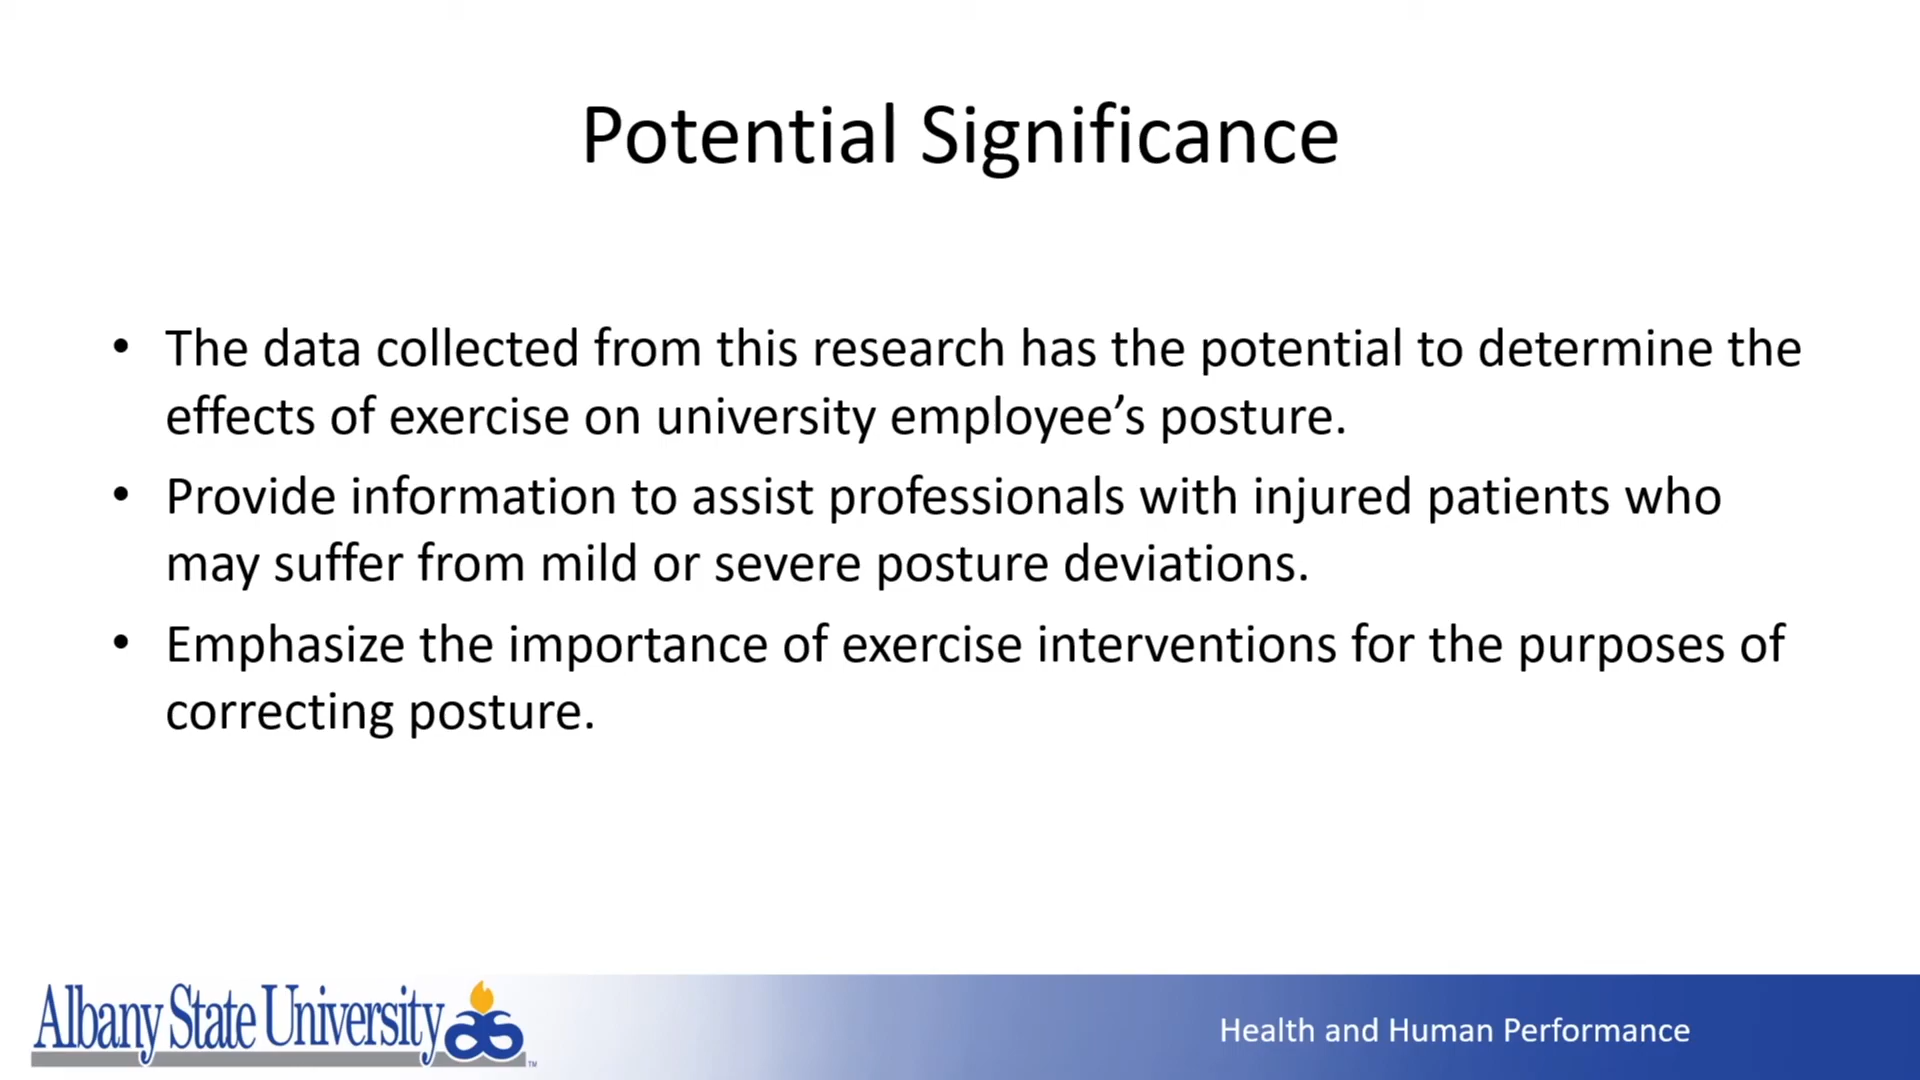 Potential Significance
• The data collected from this research has the potential to determine the
effects of exercise on university employee’s posture.
• Provide information to assist professionals with injured patients who
may suffer from mild or severe posture deviations.
• Emphasize the importance of exercise interventions for the purposes of
correcting posture.
Albany State University
TM
Health and Human Performance